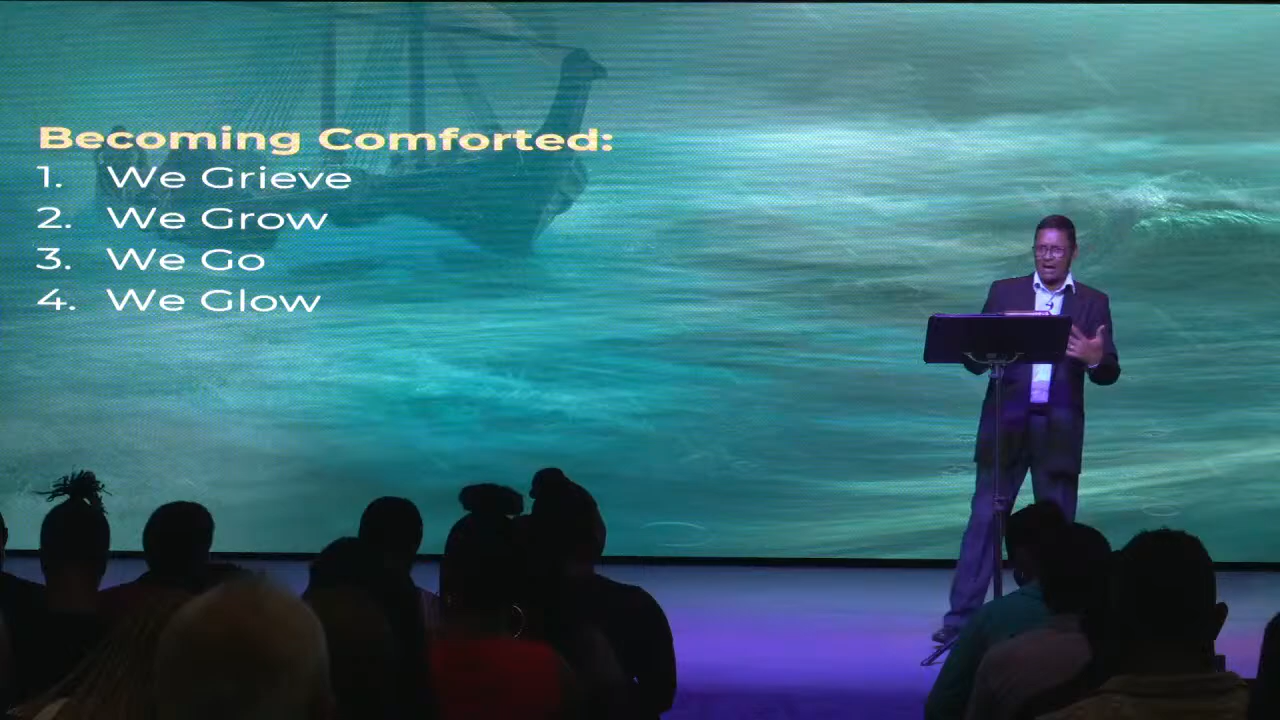 Becoming Comforted:
1. We Grieve
2. We Grow
3. We Go
4. We Glow